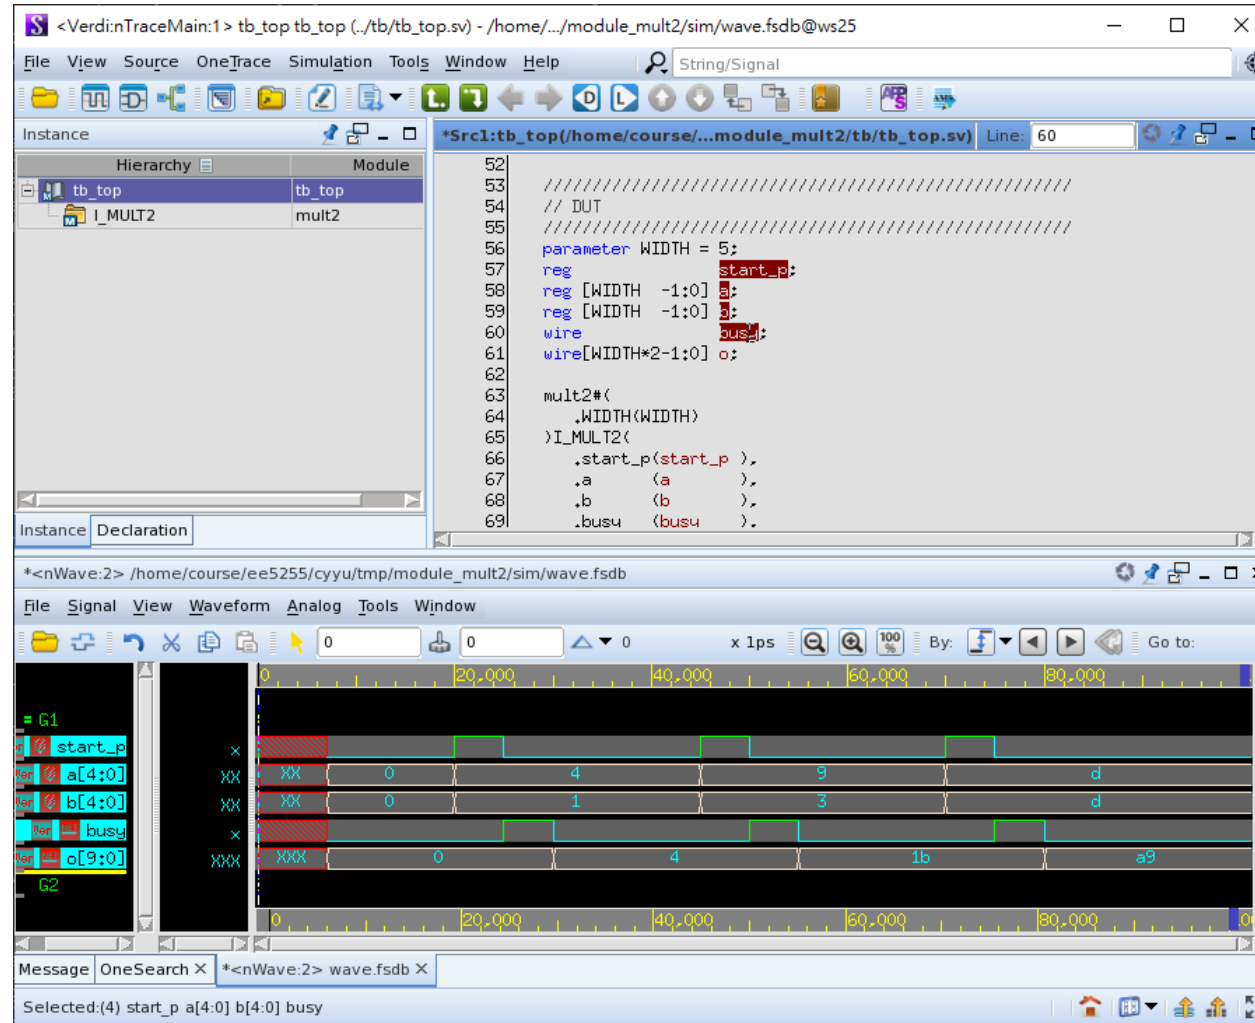 <Verdi:nTraceMain:1> tb_top tb_top (../tb/tb_top.sv) - /home/.../module_mult2/sim/wave.fsdb@ws25
File View Source OneTrace Simulation Tools Window Help String/Signal
Instance
*Src1:tb_top(/home/course/...module_mult2/tb/tb_top.sv) Line: 60
Hierarchy Module
tb_top tb_top
I_MULT2 mult2
52
53 //////////////////////////////////////////////////////
54 // DUT
55 //////////////////////////////////////////////////////
56 parameter WIDTH = 5;
57 reg start_p;
58 reg [WIDTH -1:0] a;
59 reg [WIDTH -1:0] b;
60 wire busy;
61 wire[WIDTH*2-1:0] o;
62
63 mult2#(
64 .WIDTH(WIDTH)
65 )I_MULT2(
66 .start_p(start_p ),
67 .a (a ),
68 .b (b ),
69 .busy (busy ),
Instance Declaration
*<nWave:2> /home/course/ee5255/cyyu/tmp/module_mult2/sim/wave.fsdb
File Signal View Waveform Analog Tools Window
0 0 0 x 1ps 100 % By: Go to:
0 20,000 40,000 60,000 80,000
= G1
start_p x
a[4:0] XX XX 0 4 9 d
b[4:0] XX XX 0 1 3 d
busy x
o[9:0] XXX XXX 0 4 1b a9
G2
0 20,000 40,000 60,000 80,000
Message OneSearch X *<nWave:2> wave.fsdb X
Selected:(4) start_p a[4:0] b[4:0] busy